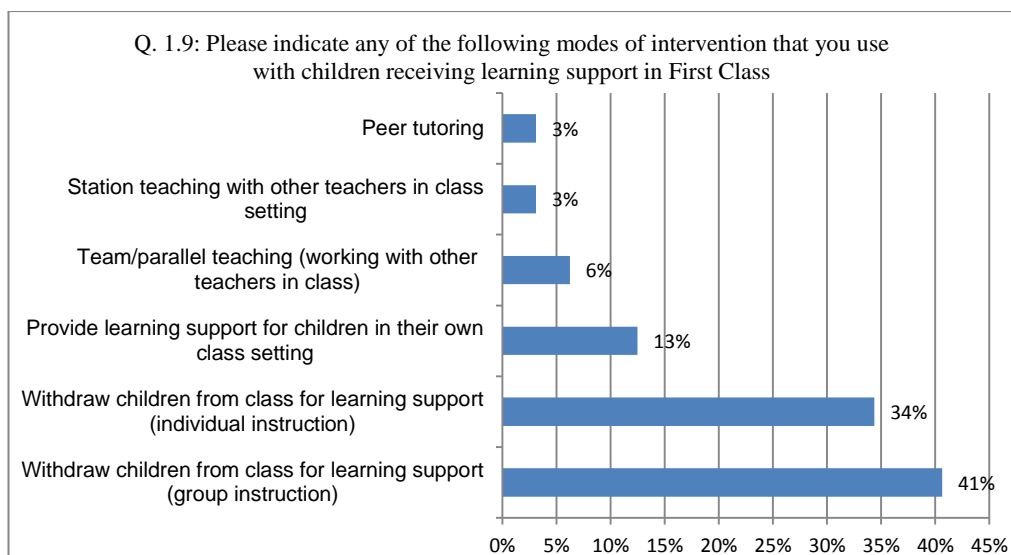 Q. 1.9: Please indicate any of the following modes of intervention that you use
with children receiving learning support in First Class
Peer tutoring
3%
Station teaching with other teachers in class
setting
3%
Team/parallel teaching (working with other
teachers in class)
6%
Provide learning support for children in their own
class setting
13%
Withdraw children from class for learning support
(individual instruction)
34%
Withdraw children from class for learning support
(group instruction)
41%
0% 5% 10% 15% 20% 25% 30% 35% 40% 45%